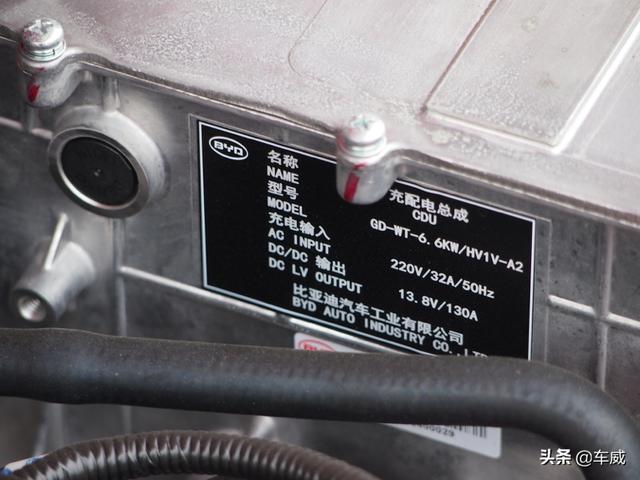 BYD
名称 充配电总成
NAME CDU
型号 GD-WT-6.6KW/HV1V-A2
MODEL
充电输入 220V/32A/50Hz
AC INPUT
DC/DC 输出 13.8V/130A
DC LV OUTPUT
比亚迪汽车工业有限公司
BYD AUTO INDUSTRY CO.,
头条 @车威